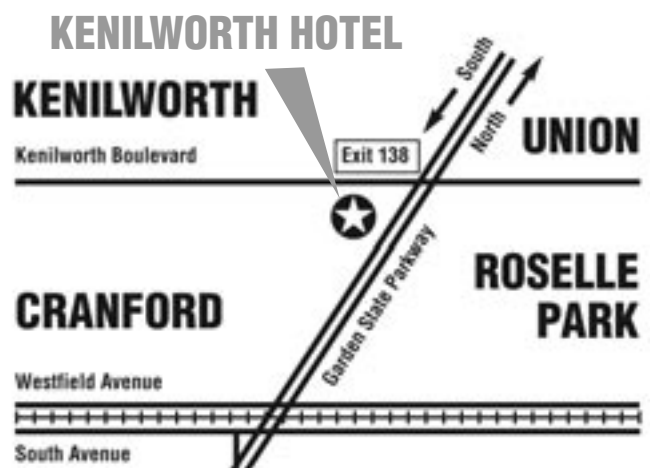 KENILWORTH HOTEL
South
KENILWORTH
North
UNION
Kenilworth Boulevard
Exit 138
Garden State Parkway
ROSELLE
PARK
CRANFORD
Westfield Avenue
South Avenue